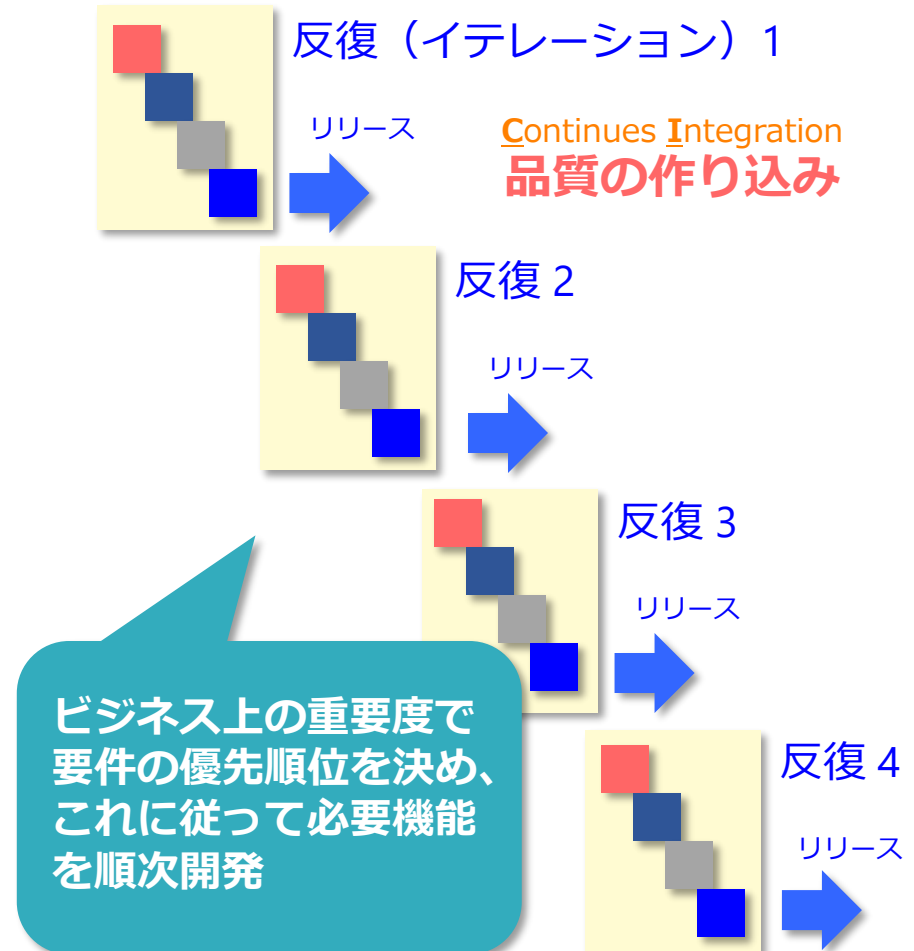 反復（イテレーション）1
リリース
Continues Integration
品質の作り込み
反復 2
リリース
反復 3
リリース
ビジネス上の重要度で
要件の優先順位を決め、
これに従って必要機能
を順次開発
反復 4
リリース